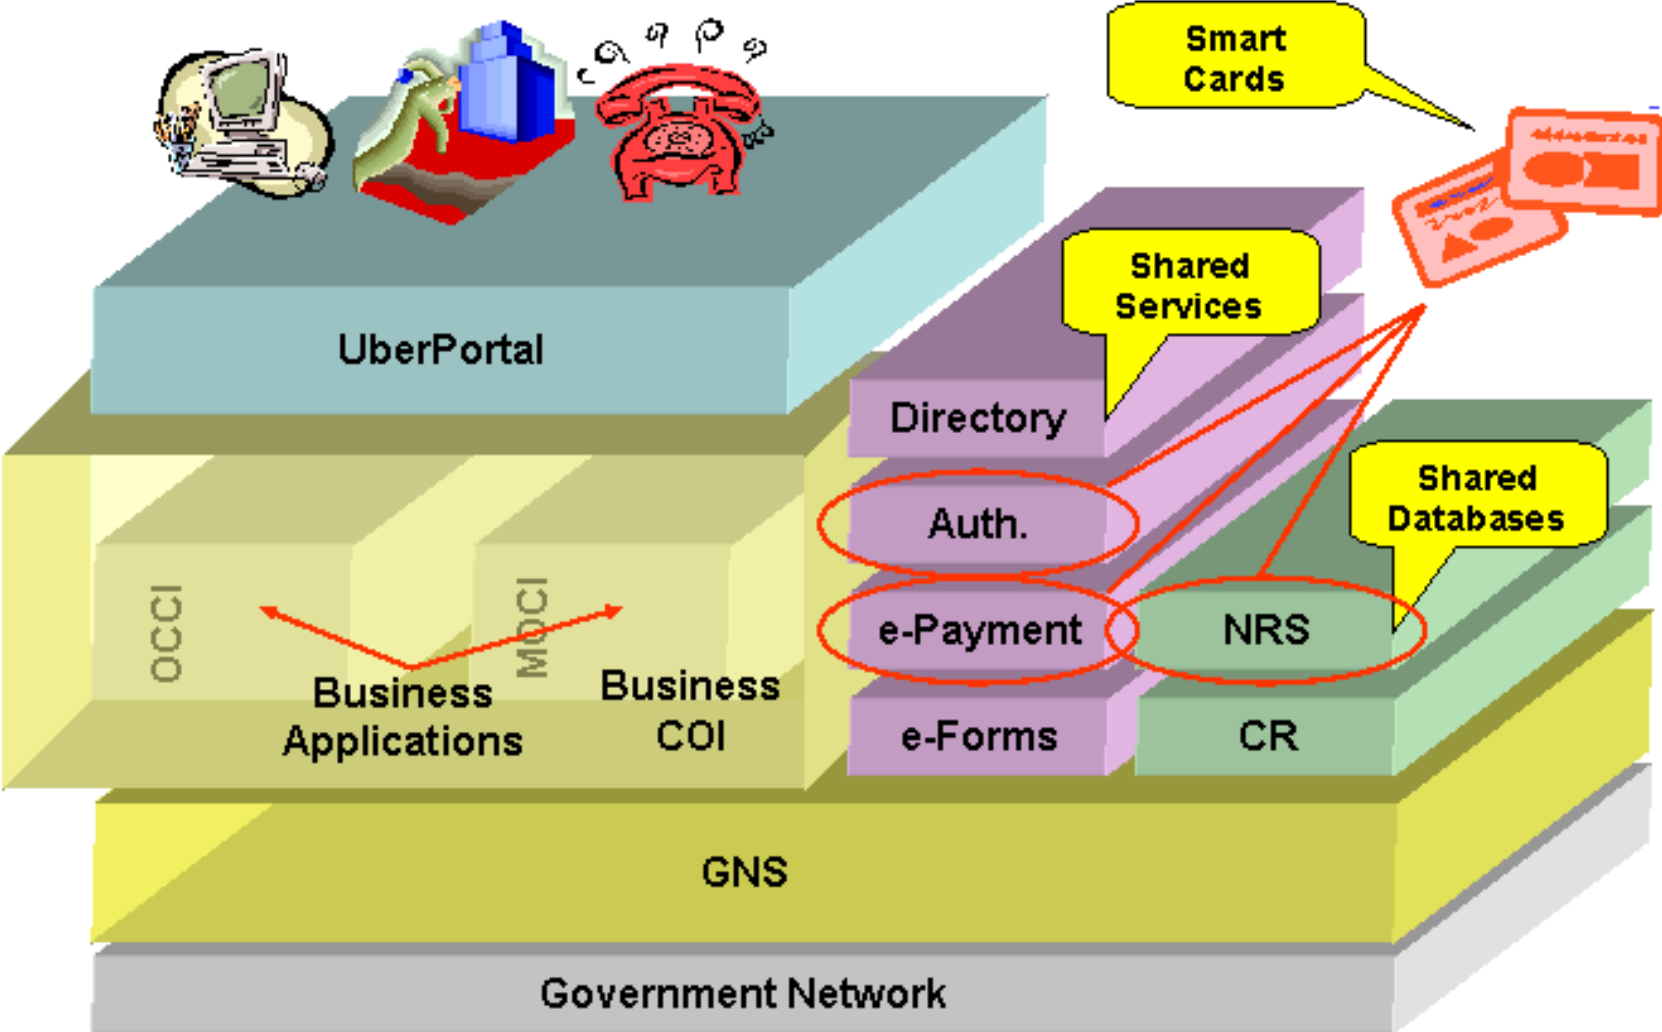 Smart
Cards
Shared
Services
UberPortal
Directory
Shared
Databases
Auth.
OCCI
MOCI
e-Payment
NRS
Business
Applications
Business
COI
e-Forms
CR
GNS
Government Network